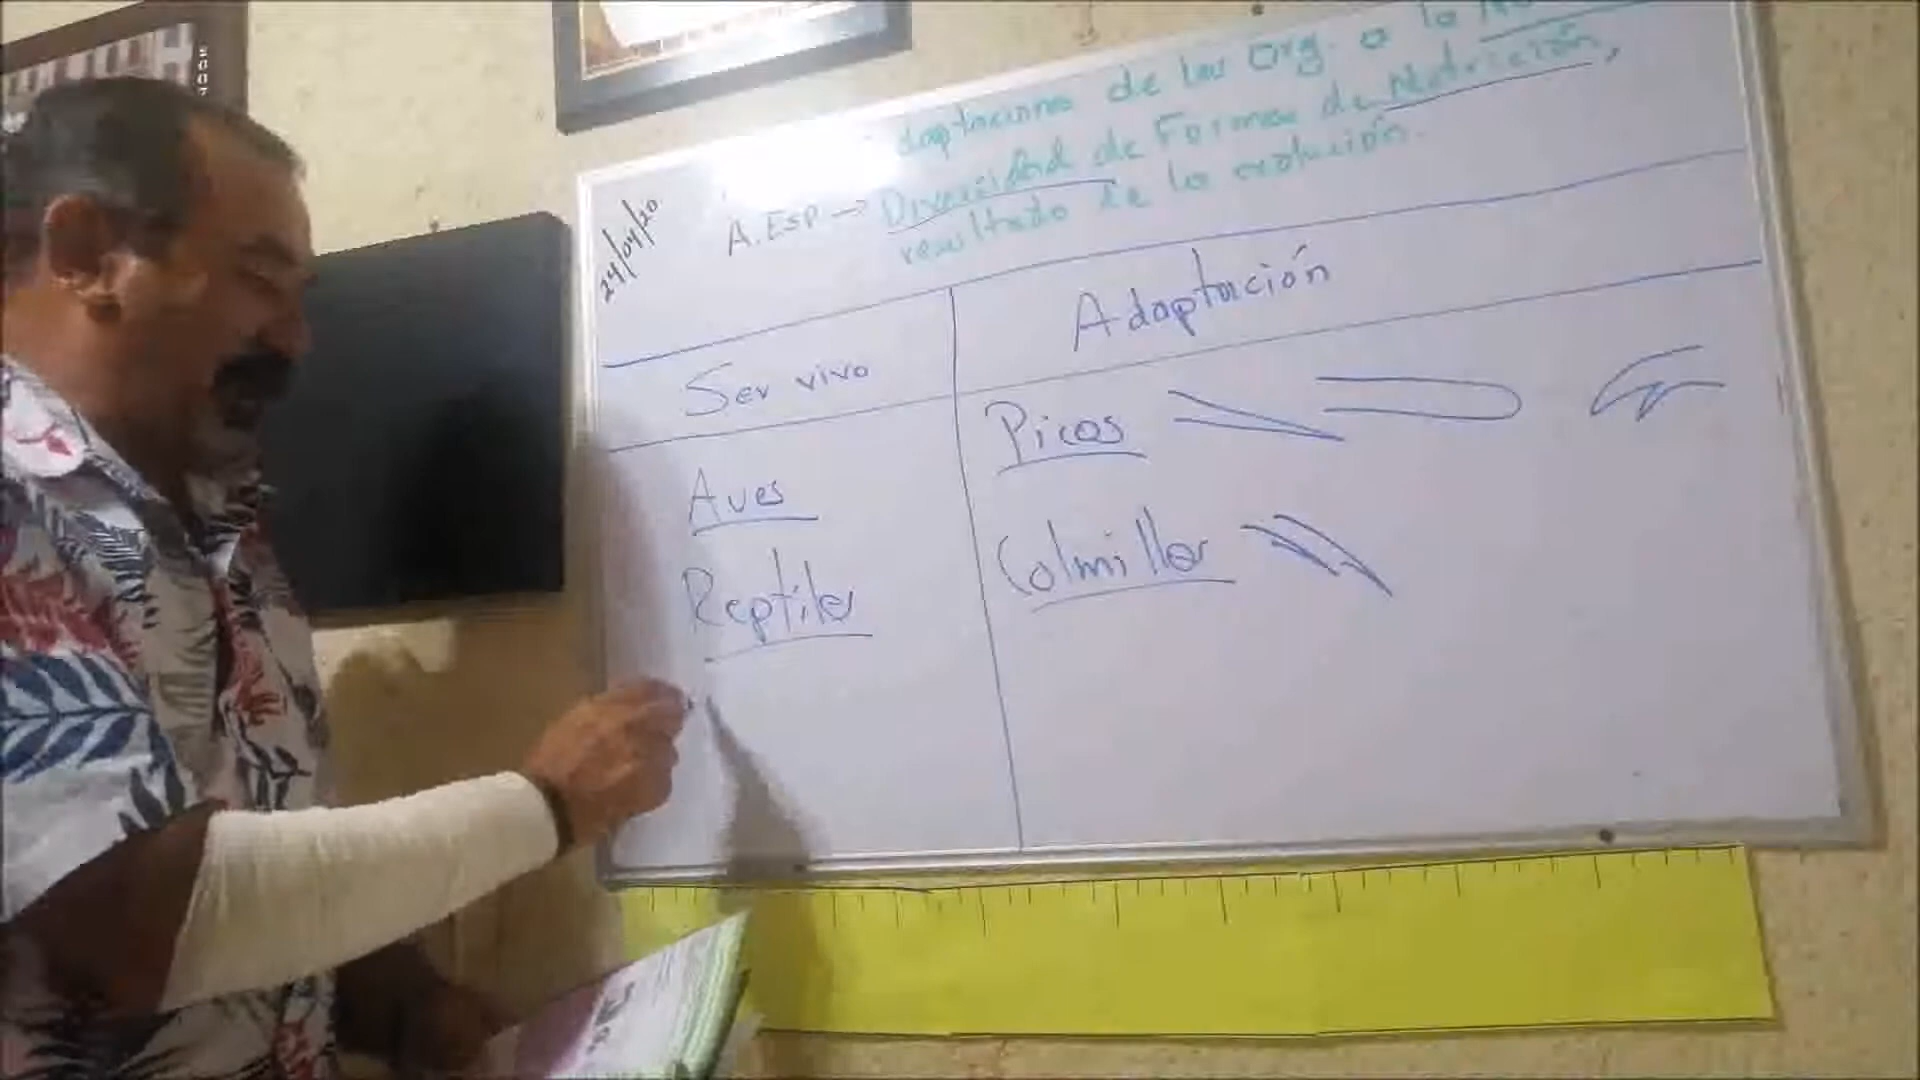 daptaciones de los Org. a la
24/04/20
A. Esp → Diversidad de Formas de Nutrición,
resultado de la evolución.
Ser vivo
Adaptación
Aves
Picos
Reptiles
Colmillos